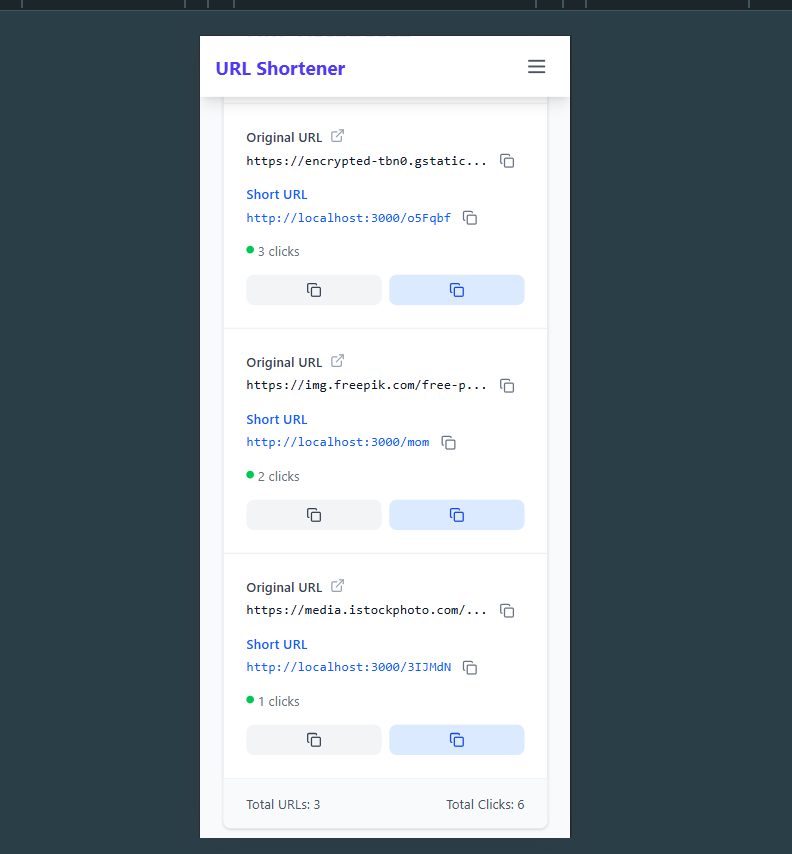 URL Shortener
Original URL
https://encrypted-tbn0.gstatic...
Short URL
http://localhost:3000/o5Fqbf
3 clicks
Original URL
https://img.freepik.com/free-p...
Short URL
http://localhost:3000/mom
2 clicks
Original URL
https://media.istockphoto.com/...
Short URL
http://localhost:3000/3IJMdN
1 clicks
Total URLs: 3
Total Clicks: 6